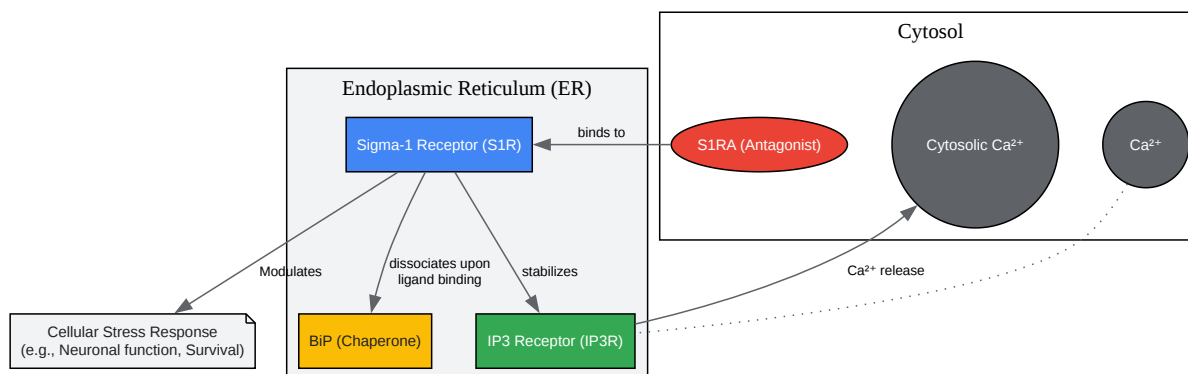 Cytosol
Endoplasmic Reticulum (ER)
Sigma-1 Receptor (S1R)
binds to
S1RA (Antagonist)
Cytosolic Ca²⁺
Ca²⁺
Modulates
dissociates upon
ligand binding
stabilizes
Ca²⁺ release
Cellular Stress Response
(e.g., Neuronal function, Survival)
BiP (Chaperone)
IP3 Receptor (IP3R)